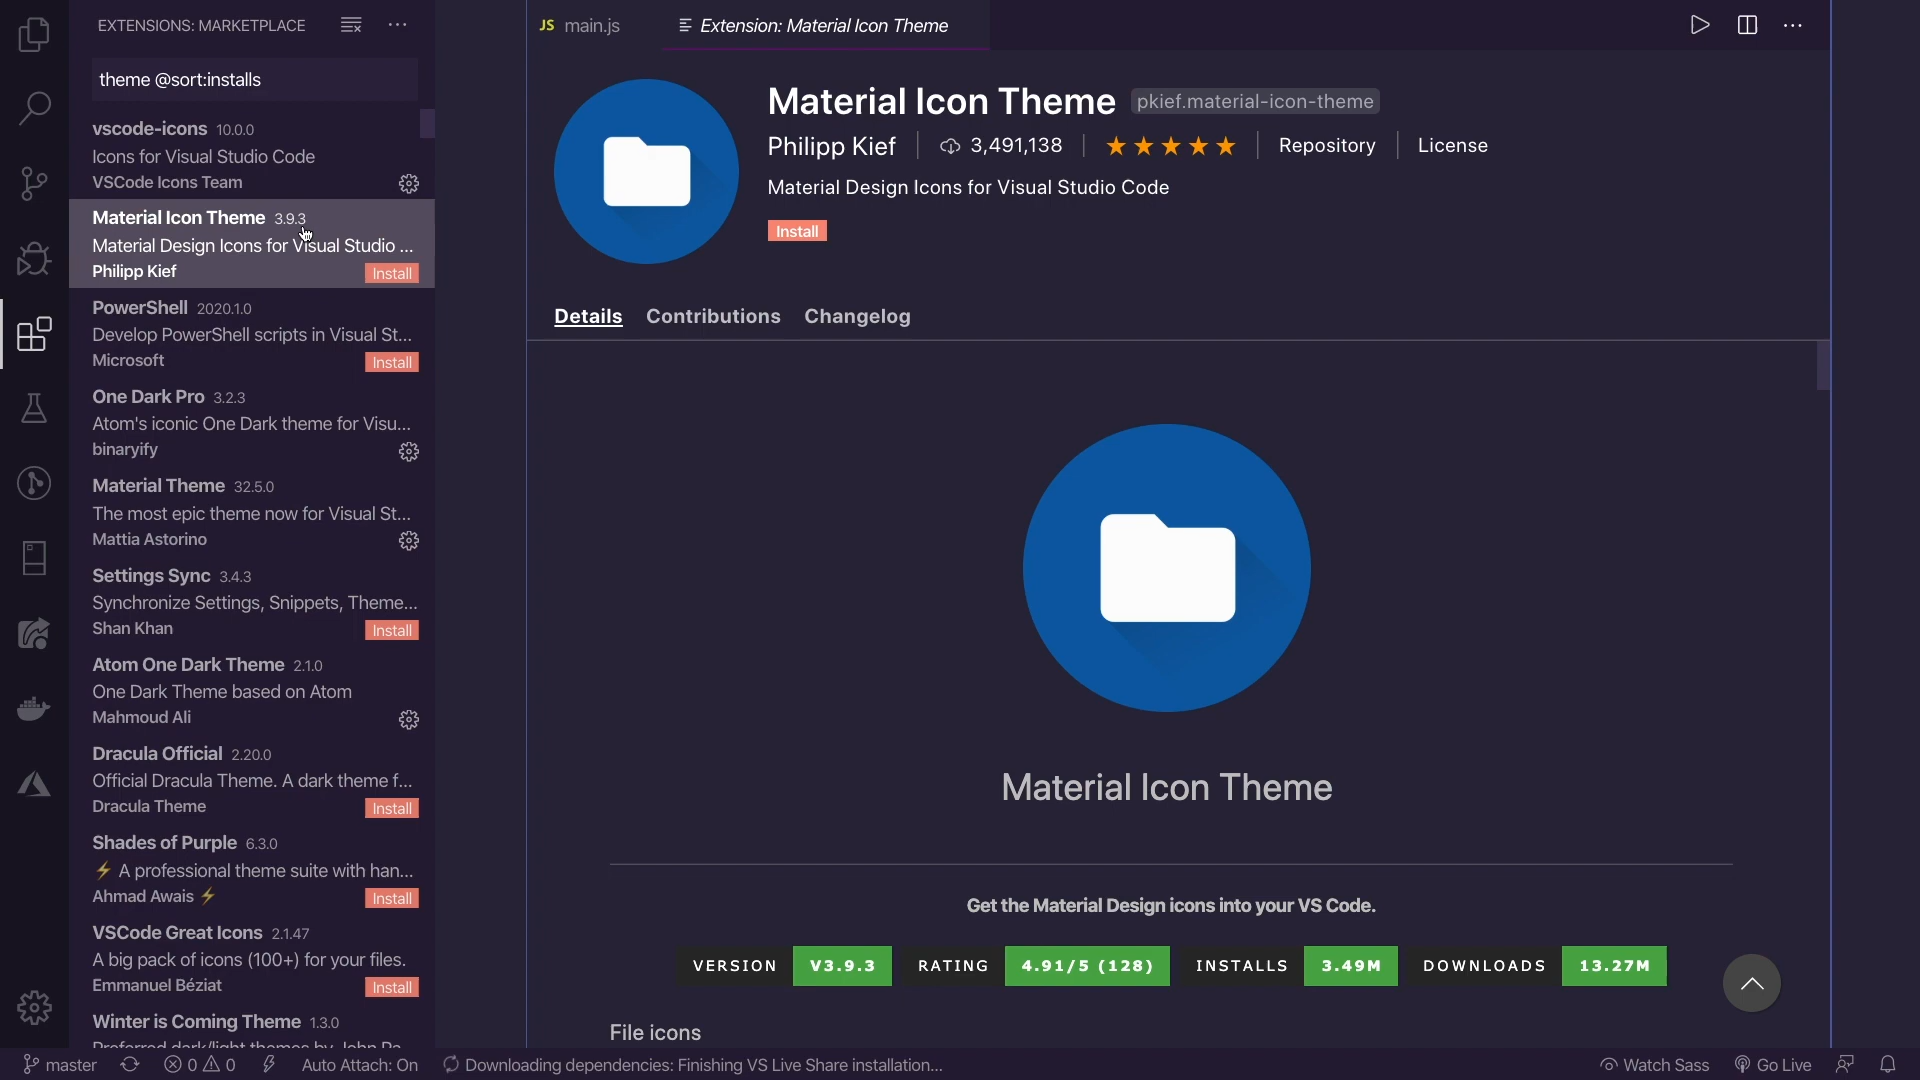 EXTENSIONS: MARKETPLACE
theme @sort:installs
vscode-icons 10.0.0
Icons for Visual Studio Code
VSCode Icons Team
Material Icon Theme 3.9.3
Material Design Icons for Visual Studio ...
Philipp Kief Install
PowerShell 2020.1.0
Develop PowerShell scripts in Visual St...
Microsoft Install
One Dark Pro 3.2.3
Atom's iconic One Dark theme for Visu...
binaryify
Material Theme 32.5.0
The most epic theme now for Visual St...
Mattia Astorino
Settings Sync 3.4.3
Synchronize Settings, Snippets, Theme...
Shan Khan Install
Atom One Dark Theme 2.1.0
One Dark Theme based on Atom
Mahmoud Ali
Dracula Official 2.20.0
Official Dracula Theme. A dark theme f...
Dracula Theme Install
Shades of Purple 6.3.0
⚡ A professional theme suite with han...
Ahmad Awais ⚡ Install
VSCode Great Icons 2.1.47
A big pack of icons (100+) for your files.
Emmanuel Béziat Install
Winter is Coming Theme 1.3.0
Preferred dark/light themes by John Pa...
JS main.js Extension: Material Icon Theme
Material Icon Theme pkief.material-icon-theme
Philipp Kief 3,491,138 ★★★★★ Repository License
Material Design Icons for Visual Studio Code
Install
Details Contributions Changelog
Material Icon Theme
Get the Material Design icons into your VS Code.
VERSION V3.9.3 RATING 4.91/5 (128) INSTALLS 3.49M DOWNLOADS 13.27M
File icons
master 0 0 Auto Attach: On Downloading dependencies: Finishing VS Live Share installation... Watch Sass Go Live